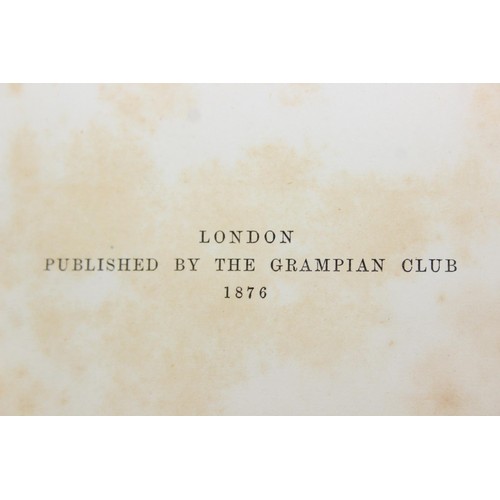 LONDON
PUBLISHED BY THE GRAMPIAN CLUB
1876